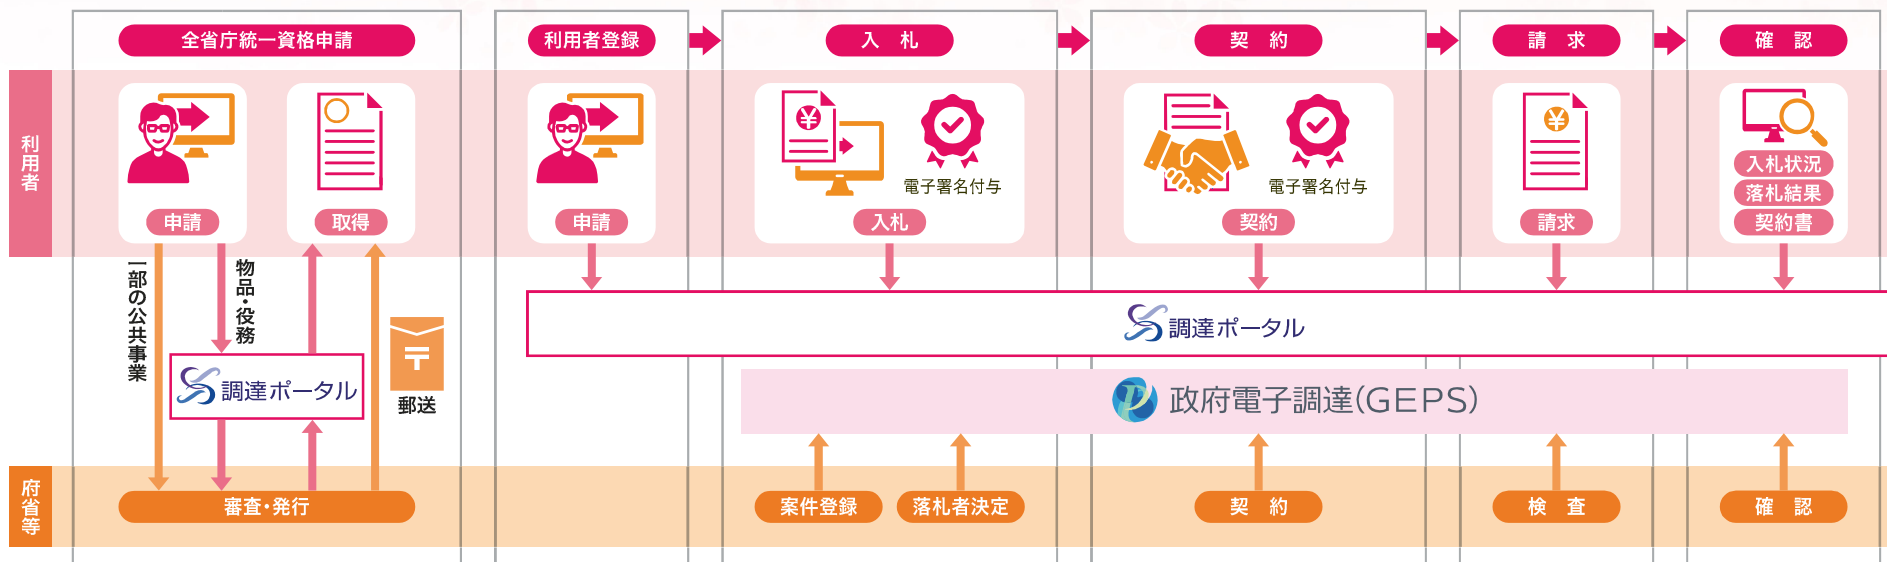 全省庁統一資格申請
利用者登録
入 札
契 約
請 求
確 認
利用者
申請
取得
申請
電子署名付与
入札
電子署名付与
契約
請求
入札状況
落札結果
契約書
一部の公共事業
物品・役務
調達ポータル
郵送
調達ポータル
政府電子調達(GEPS)
府省等
審査・発行
案件登録
落札者決定
契 約
検 査
確 認